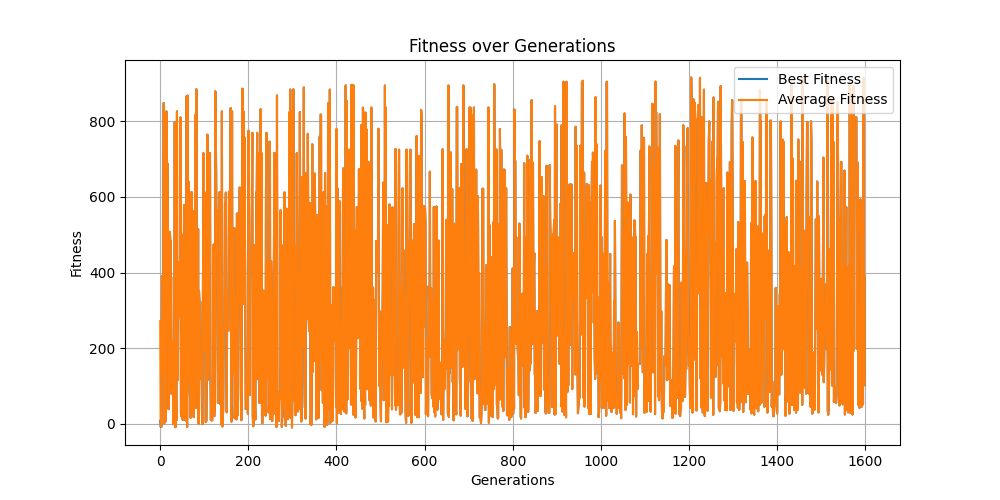 Fitness over Generations
Best Fitness
Average Fitness
Fitness
800
600
400
200
0
0 200 400 600 800 1000 1200 1400 1600
Generations